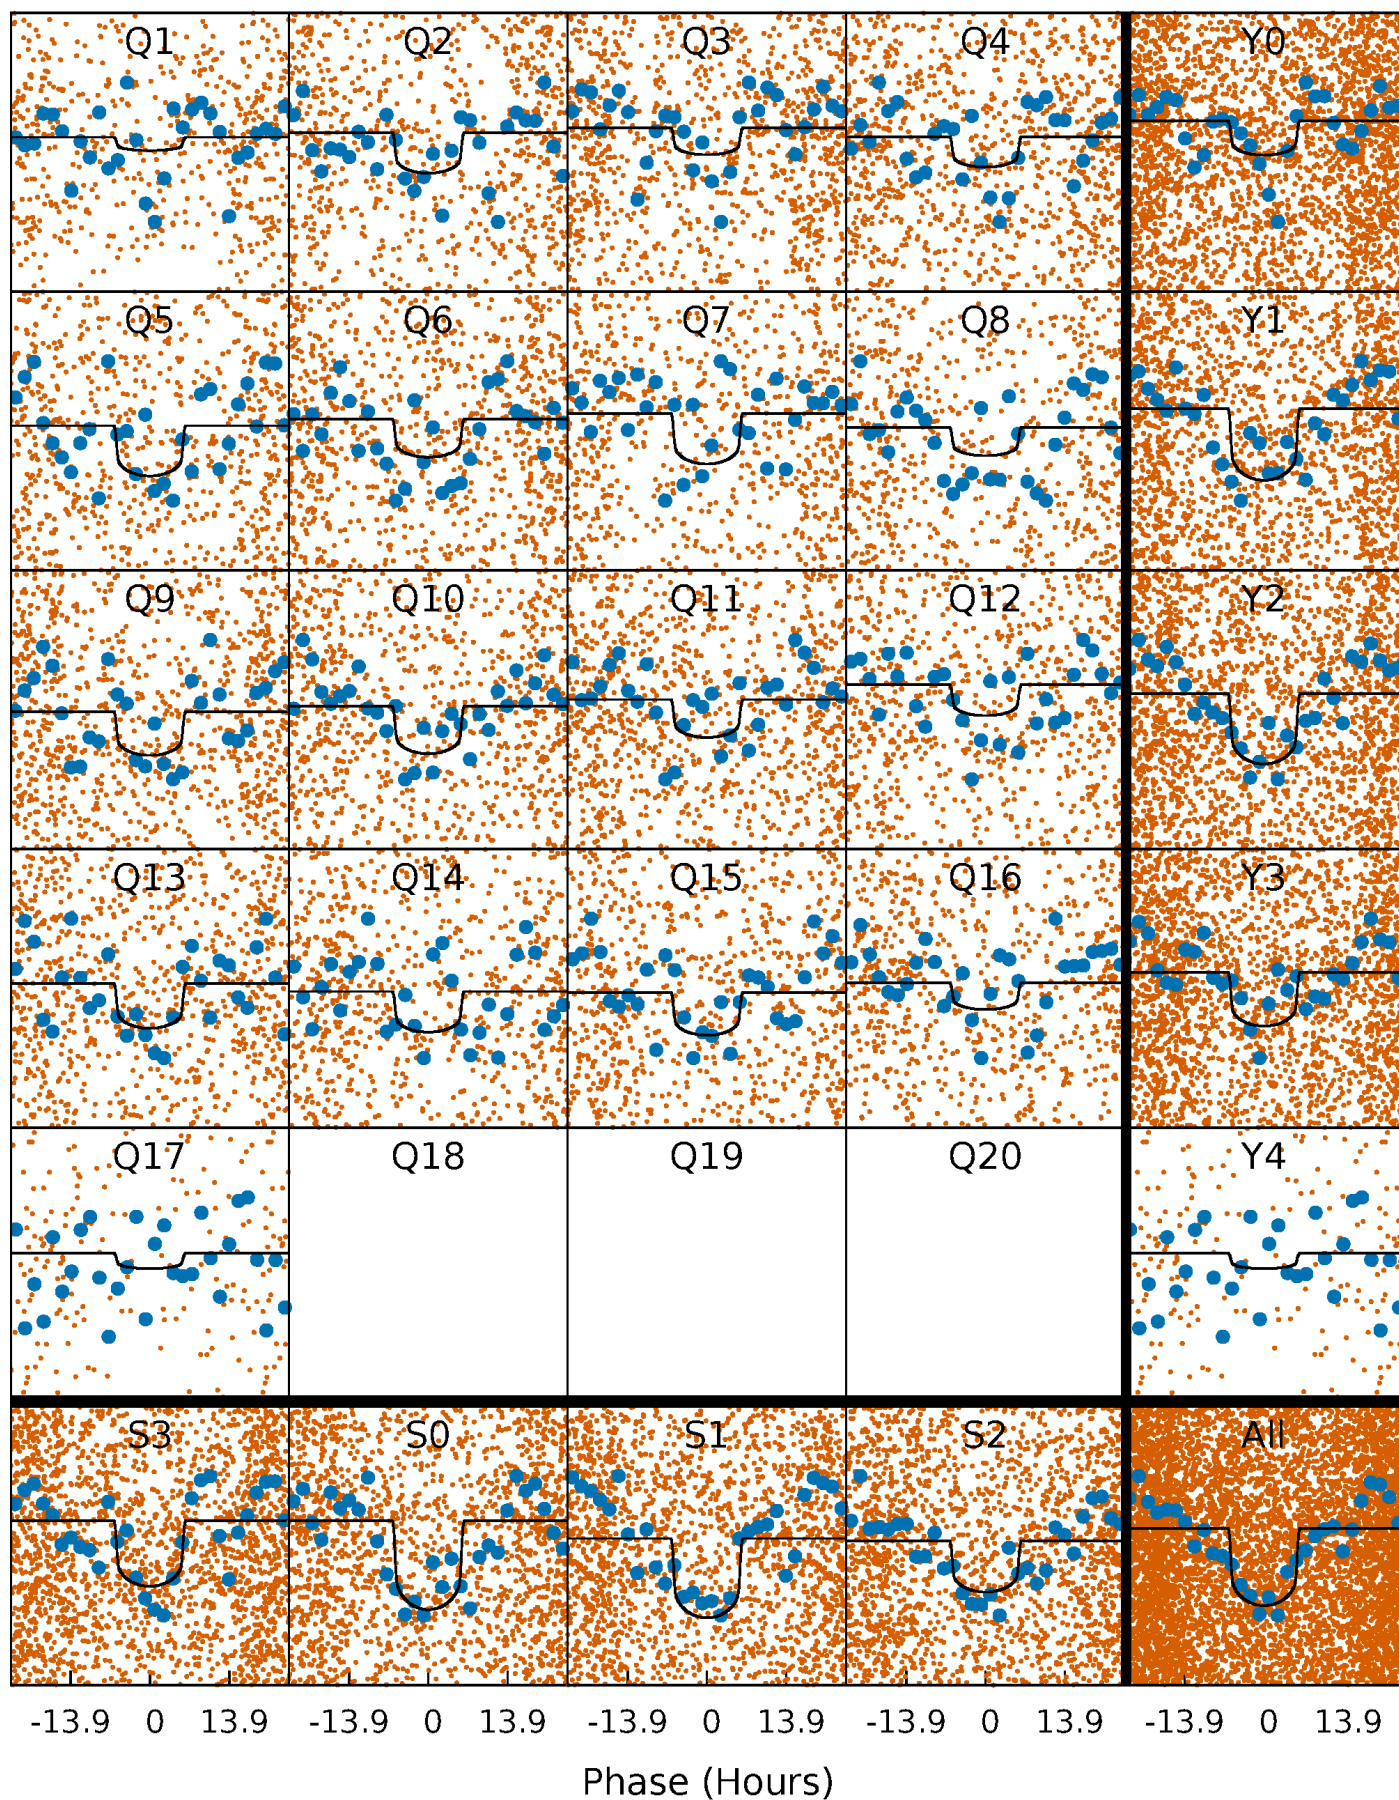 Q1 Q2 Q3 Q4 Y0
Q5 Q6 Q7 Q8 Y1
Q9 Q10 Q11 Q12 Y2
Q13 Q14 Q15 Q16 Y3
Q17 Q18 Q19 Q20 Y4
S3 S0 S1 S2 All
-13.9 0 13.9 -13.9 0 13.9 -13.9 0 13.9 -13.9 0 13.9 -13.9 0 13.9
Phase (Hours)